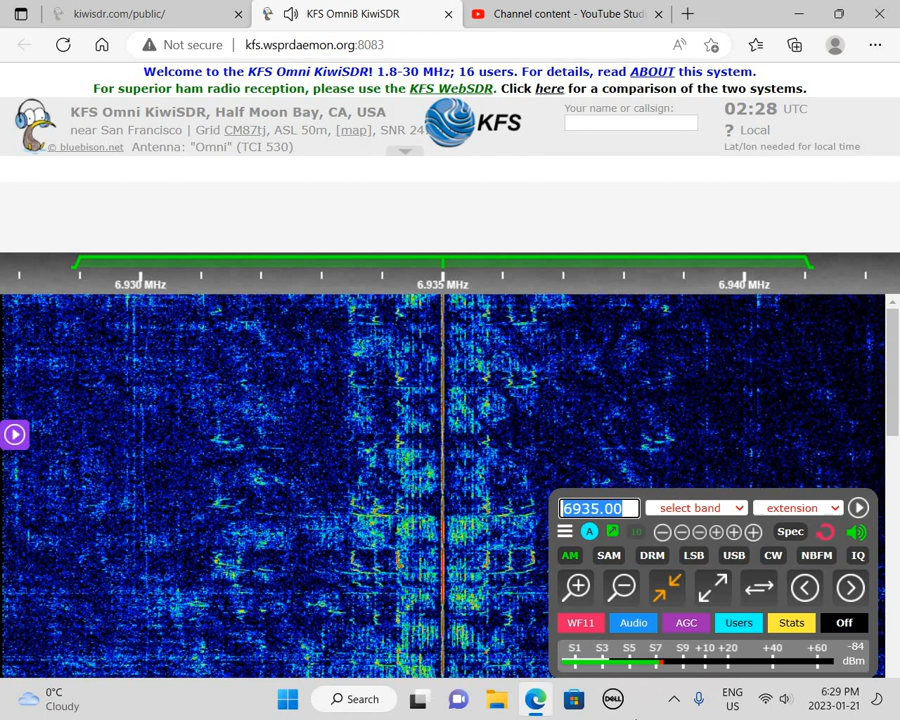 kiwisdr.com/public/
KFS OmniB KiwiSDR
Channel content - YouTube Studi
Not secure | kfs.wsprdaemon.org:8083
Welcome to the KFS Omni KiwiSDR! 1.8-30 MHz; 16 users. For details, read ABOUT this system.
For superior ham radio reception, please use the KFS WebSDR. Click here for a comparison of the two systems.
KFS Omni KiwiSDR, Half Moon Bay, CA, USA
near San Francisco | Grid CM87tj, ASL 50m, [map], SNR 24
© bluebison.net Antenna: "Omni" (TCI 530)
KFS
Your name or callsign:
02:28 UTC
? Local
Lat/lon needed for local time
6.930 MHz 6.935 MHz 6.940 MHz
6935.00 select band extension
A Spec
AM SAM DRM LSB USB CW NBFM IQ
WF11 Audio AGC Users Stats Off
S1 S3 S5 S7 S9 +10 +20 +40 +60 -84
dBm
0°C
Cloudy
Search
DELL
ENG
US
6:29 PM
2023-01-21